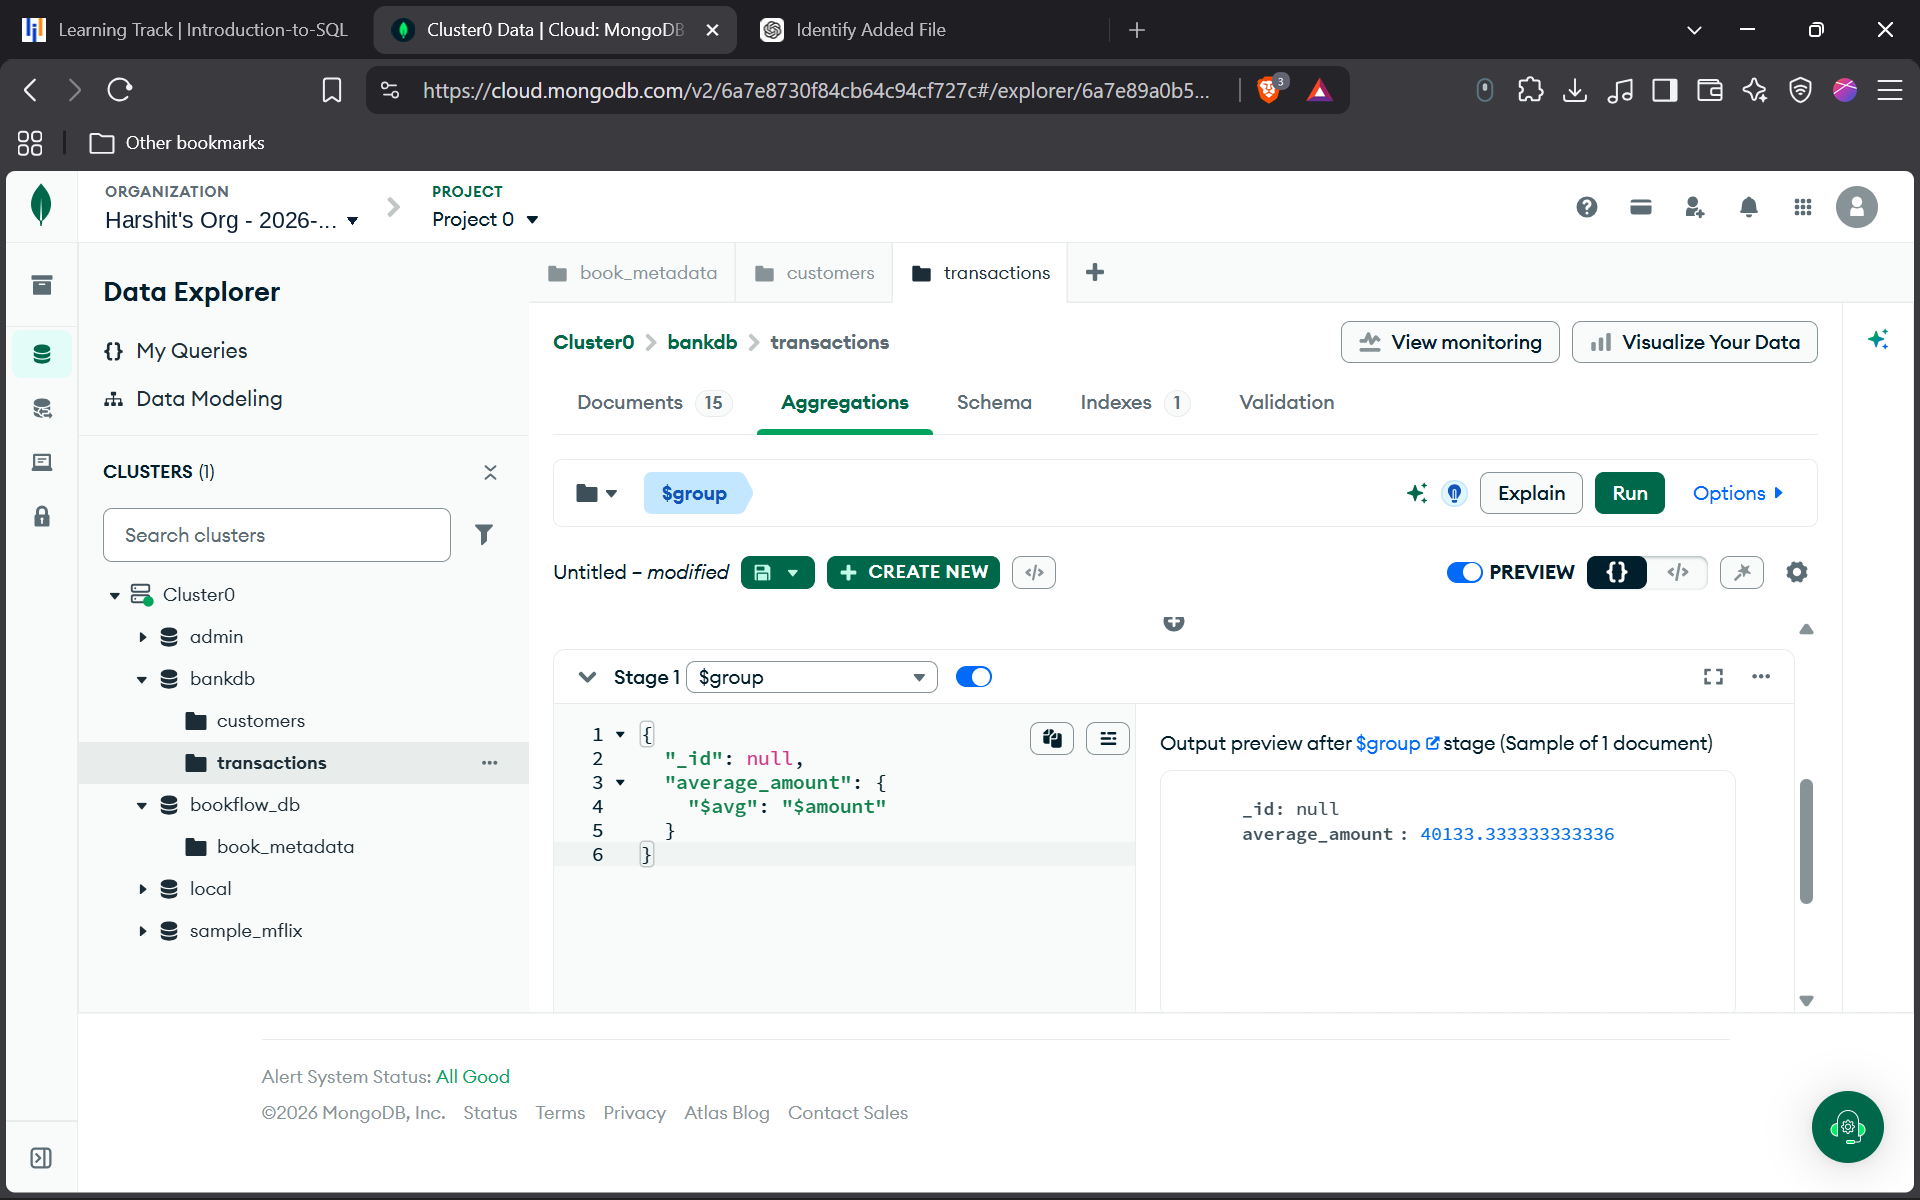 Learning Track | Introduction-to-SQL
Cluster0 Data | Cloud: MongoDB
Identify Added File
https://cloud.mongodb.com/v2/6a7e8730f84cb64c94cf727c#/explorer/6a7e89a0b5...
3
Other bookmarks
ORGANIZATION
Harshit's Org - 2026-...
PROJECT
Project 0
Data Explorer
My Queries
Data Modeling
CLUSTERS (1)
Search clusters
Cluster0
admin
bankdb
customers
transactions
bookflow_db
book_metadata
local
sample_mflix
book_metadata
customers
transactions
Cluster0 > bankdb > transactions
View monitoring
Visualize Your Data
Documents 15
Aggregations
Schema
Indexes 1
Validation
$group
Explain
Run
Options
Untitled – modified
+ CREATE NEW
</>
PREVIEW
{}
</>
Stage 1
$group
1 {
2 "_id": null,
3 "average_amount": {
4 "$avg": "$amount"
5 }
6 }
Output preview after $group stage (Sample of 1 document)
_id: null
average_amount : 40133.333333333336
Alert System Status: All Good
©2026 MongoDB, Inc. Status Terms Privacy Atlas Blog Contact Sales